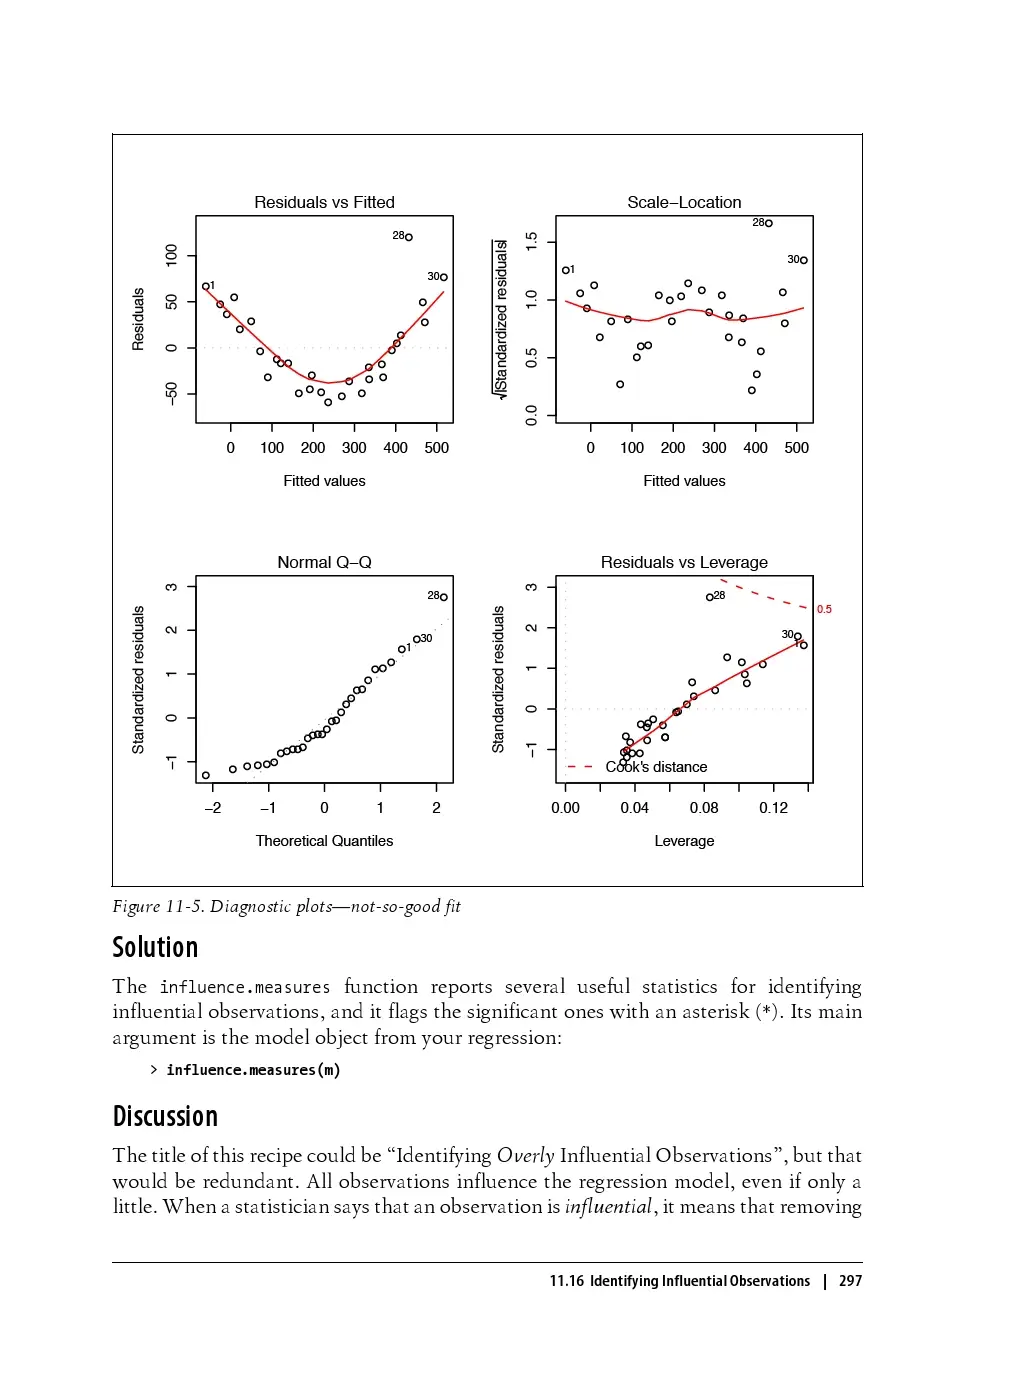 Residuals vs Fitted
Residuals
−50 0 50 100
28
30
1
0 100 200 300 400 500
Fitted values
Scale−Location
√|Standardized residuals|
0.0 0.5 1.0 1.5
28
30
1
0 100 200 300 400 500
Fitted values
Normal Q−Q
Standardized residuals
−1 0 1 2 3
28
30
1
−2 −1 0 1 2
Theoretical Quantiles
Residuals vs Leverage
Standardized residuals
−1 0 1 2 3
28
0.5
30
1
Cook's distance
0.00 0.04 0.08 0.12
Leverage
Figure 11-5. Diagnostic plots—not-so-good fit
Solution
The influence.measures function reports several useful statistics for identifying
influential observations, and it flags the significant ones with an asterisk (*). Its main
argument is the model object from your regression:
> influence.measures(m)
Discussion
The title of this recipe could be “Identifying Overly Influential Observations”, but that
would be redundant. All observations influence the regression model, even if only a
little. When a statistician says that an observation is influential, it means that removing
11.16 Identifying Influential Observations | 297